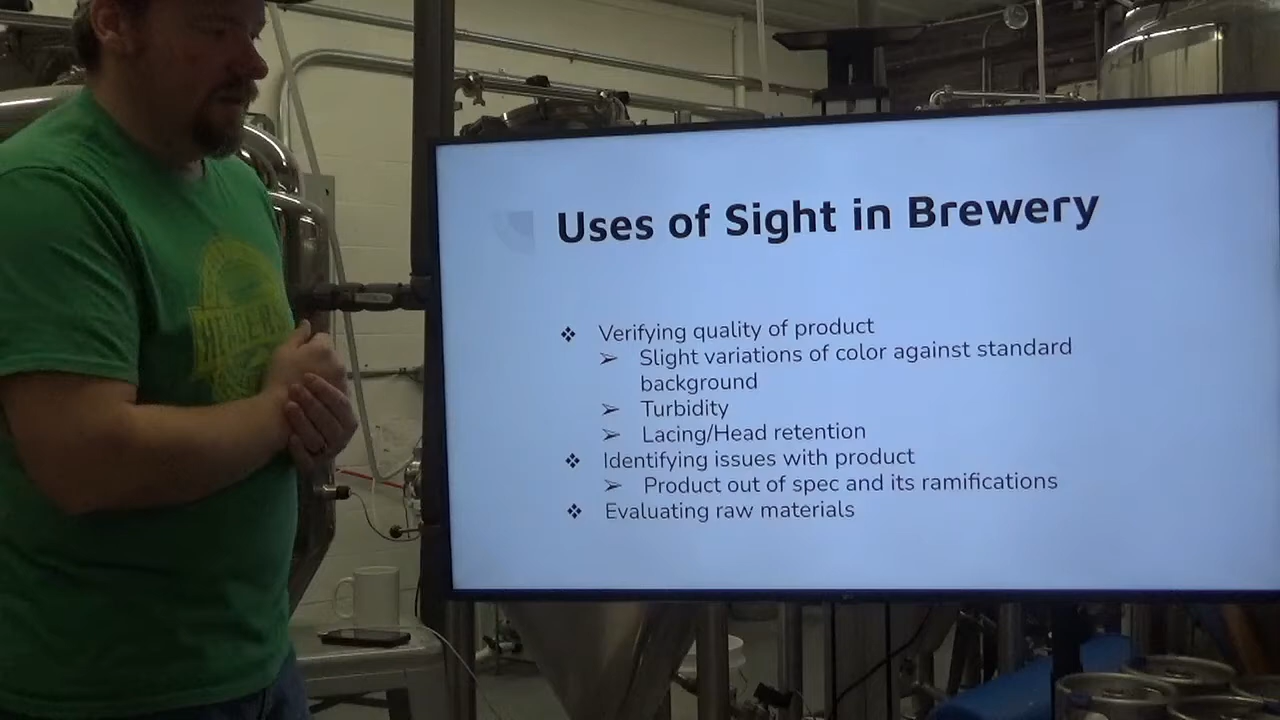 Uses of Sight in Brewery
Verifying quality of product
Slight variations of color against standard
background
Turbidity
Lacing/Head retention
Identifying issues with product
Product out of spec and its ramifications
Evaluating raw materials